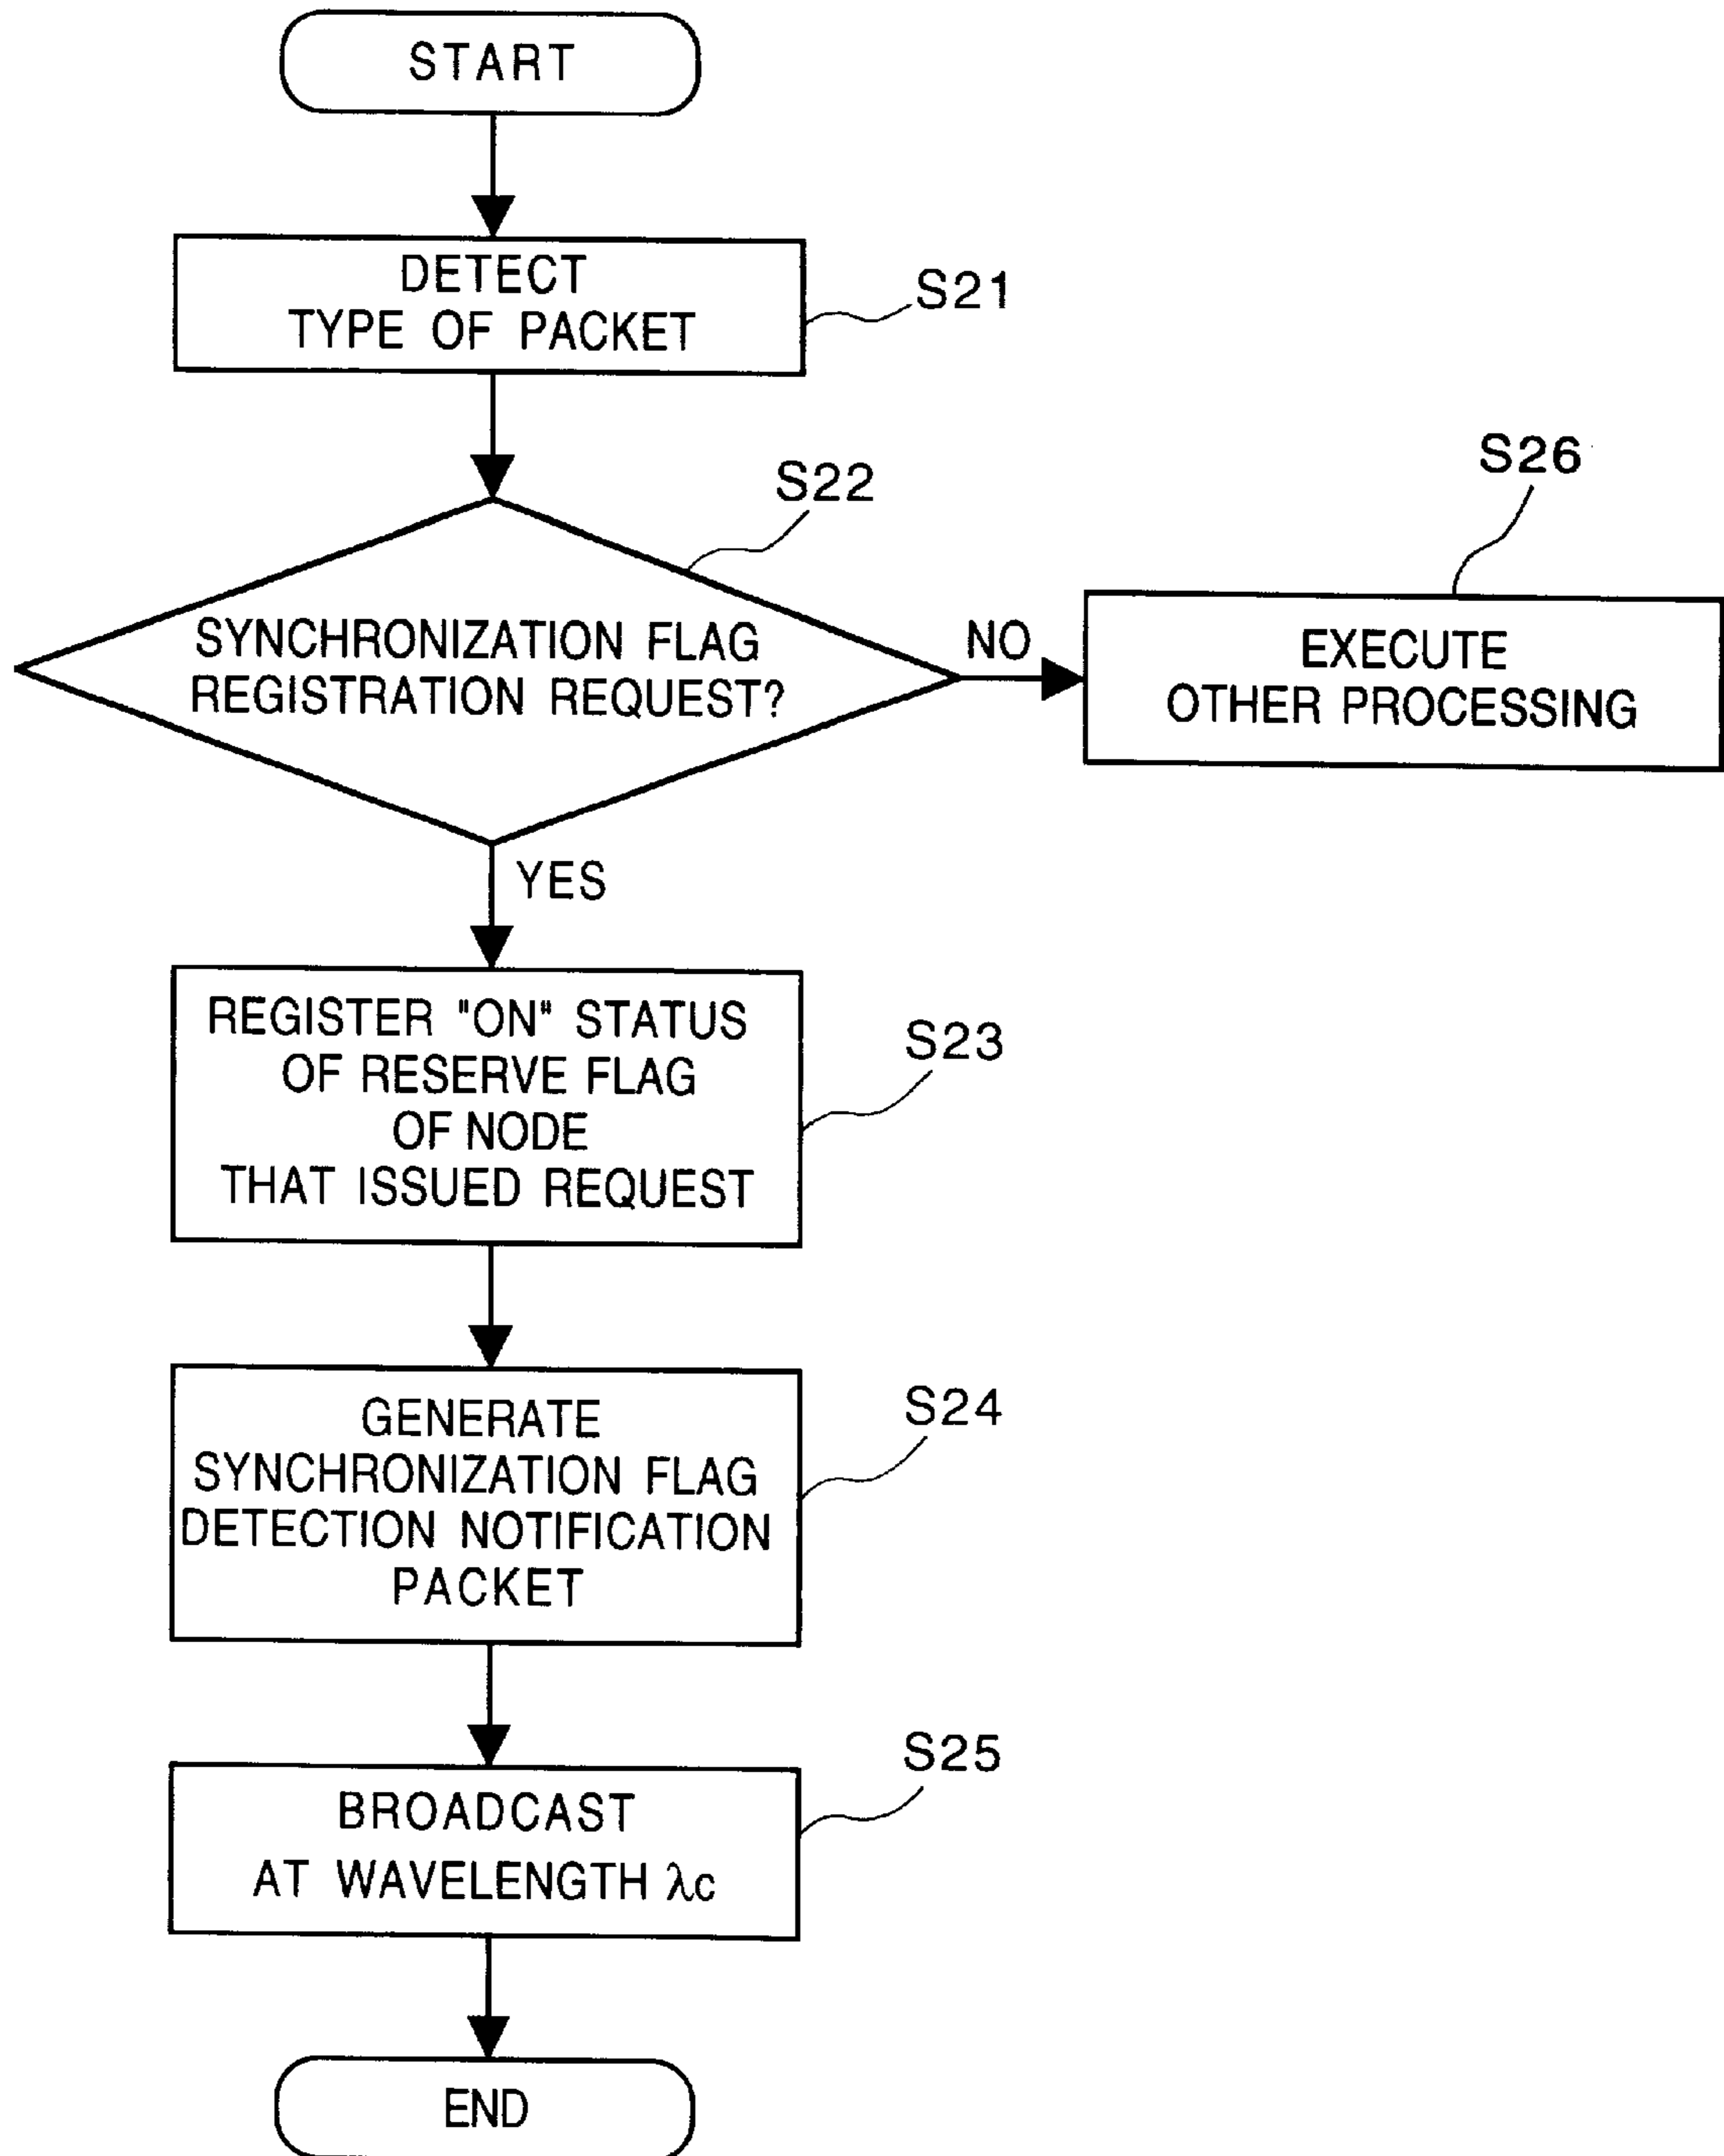 START
DETECT
TYPE OF PACKET
S21
S22
SYNCHRONIZATION FLAG
REGISTRATION REQUEST?
NO
S26
EXECUTE
OTHER PROCESSING
YES
REGISTER "ON" STATUS
OF RESERVE FLAG
OF NODE
THAT ISSUED REQUEST
S23
GENERATE
SYNCHRONIZATION FLAG
DETECTION NOTIFICATION
PACKET
S24
BROADCAST
AT WAVELENGTH λc
S25
END